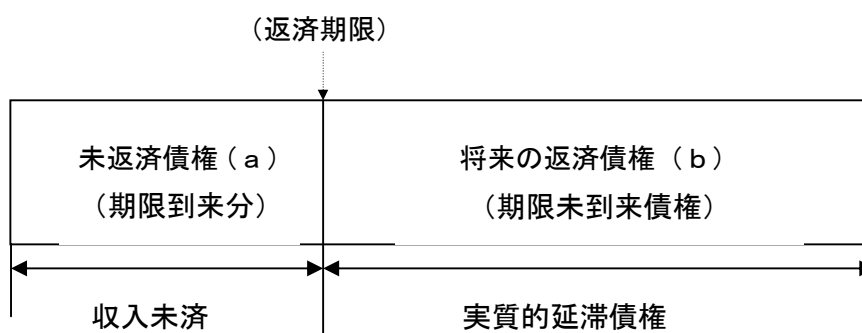 （返済期限）
未返済債権（ａ）
（期限到来分）
将来の返済債権（ｂ）
（期限未到来債権）
収入未済
実質的延滞債権